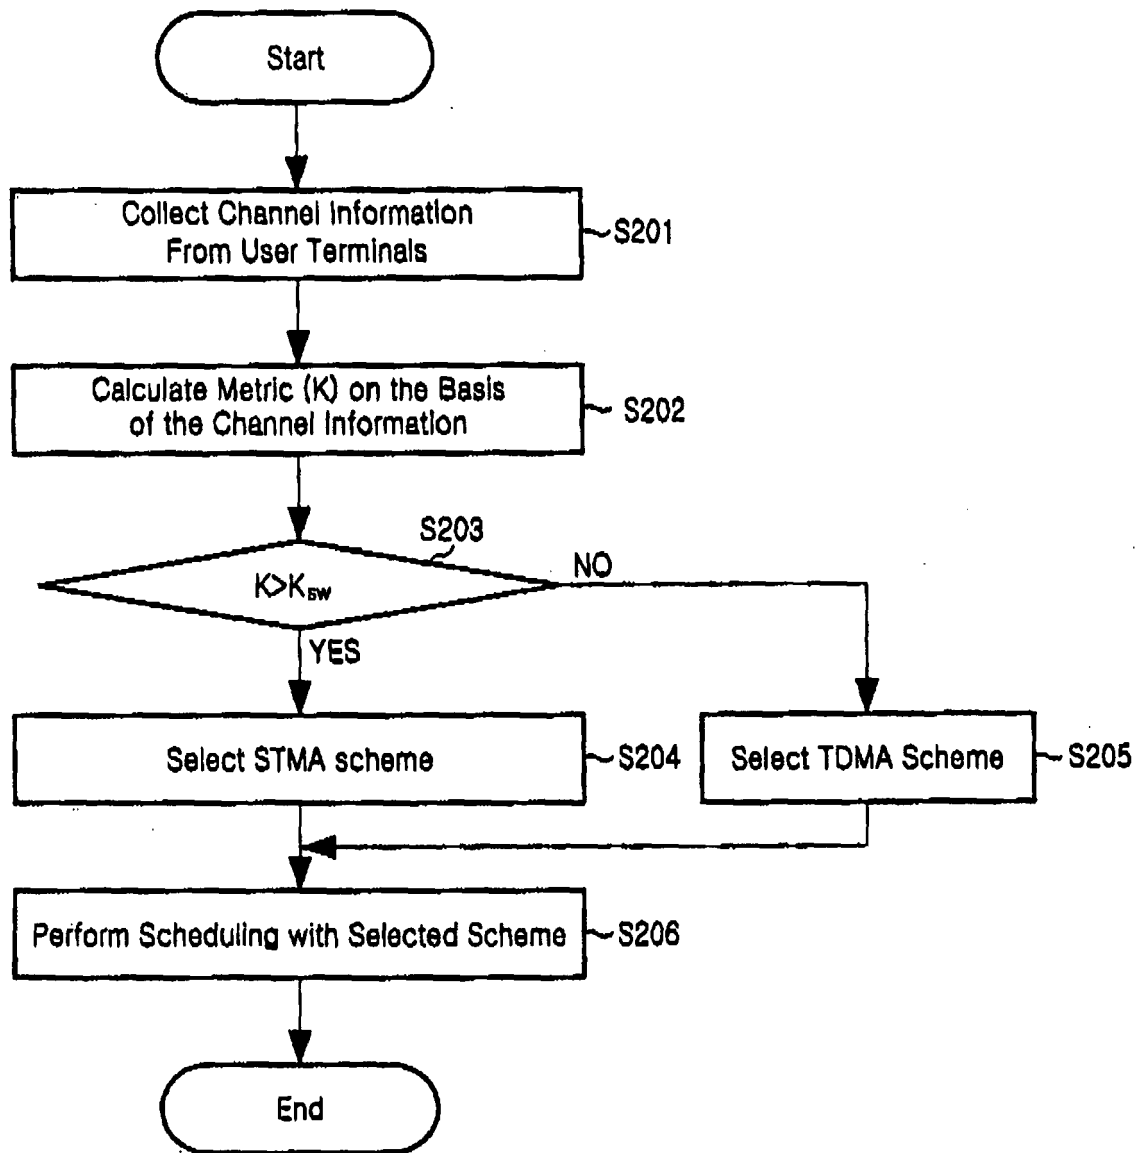 Start
Collect Channel Information
From User Terminals
S201
Calculate Metric (K) on the Basis
of the Channel Information
S202
S203
K>Ksw
NO
YES
Select STMA scheme
S204
Select TDMA Scheme
S205
Perform Scheduling with Selected Scheme
S206
End